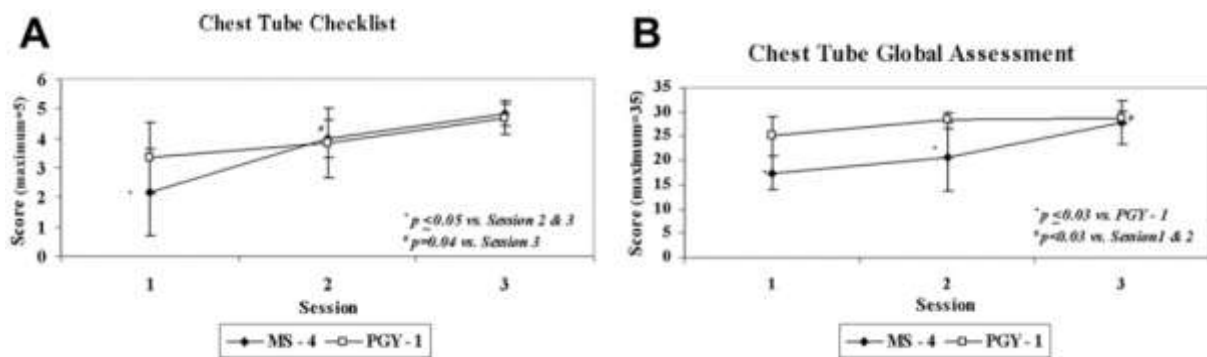 A
Chest Tube Checklist
Score (maximum=5)
6
5
4
3
2
1
0
#
*
* p ≤0.05 vs. Session 2 & 3
# p=0.04 vs. Session 3
1 2 3
Session
MS - 4 PGY - 1
B
Chest Tube Global Assessment
Score (maximum=35)
35
30
25
20
15
10
5
0
*
*
#
* p ≤0.03 vs. PGY - 1
# p<0.03 vs. Session1 & 2
1 2 3
Session
MS - 4 PGY - 1